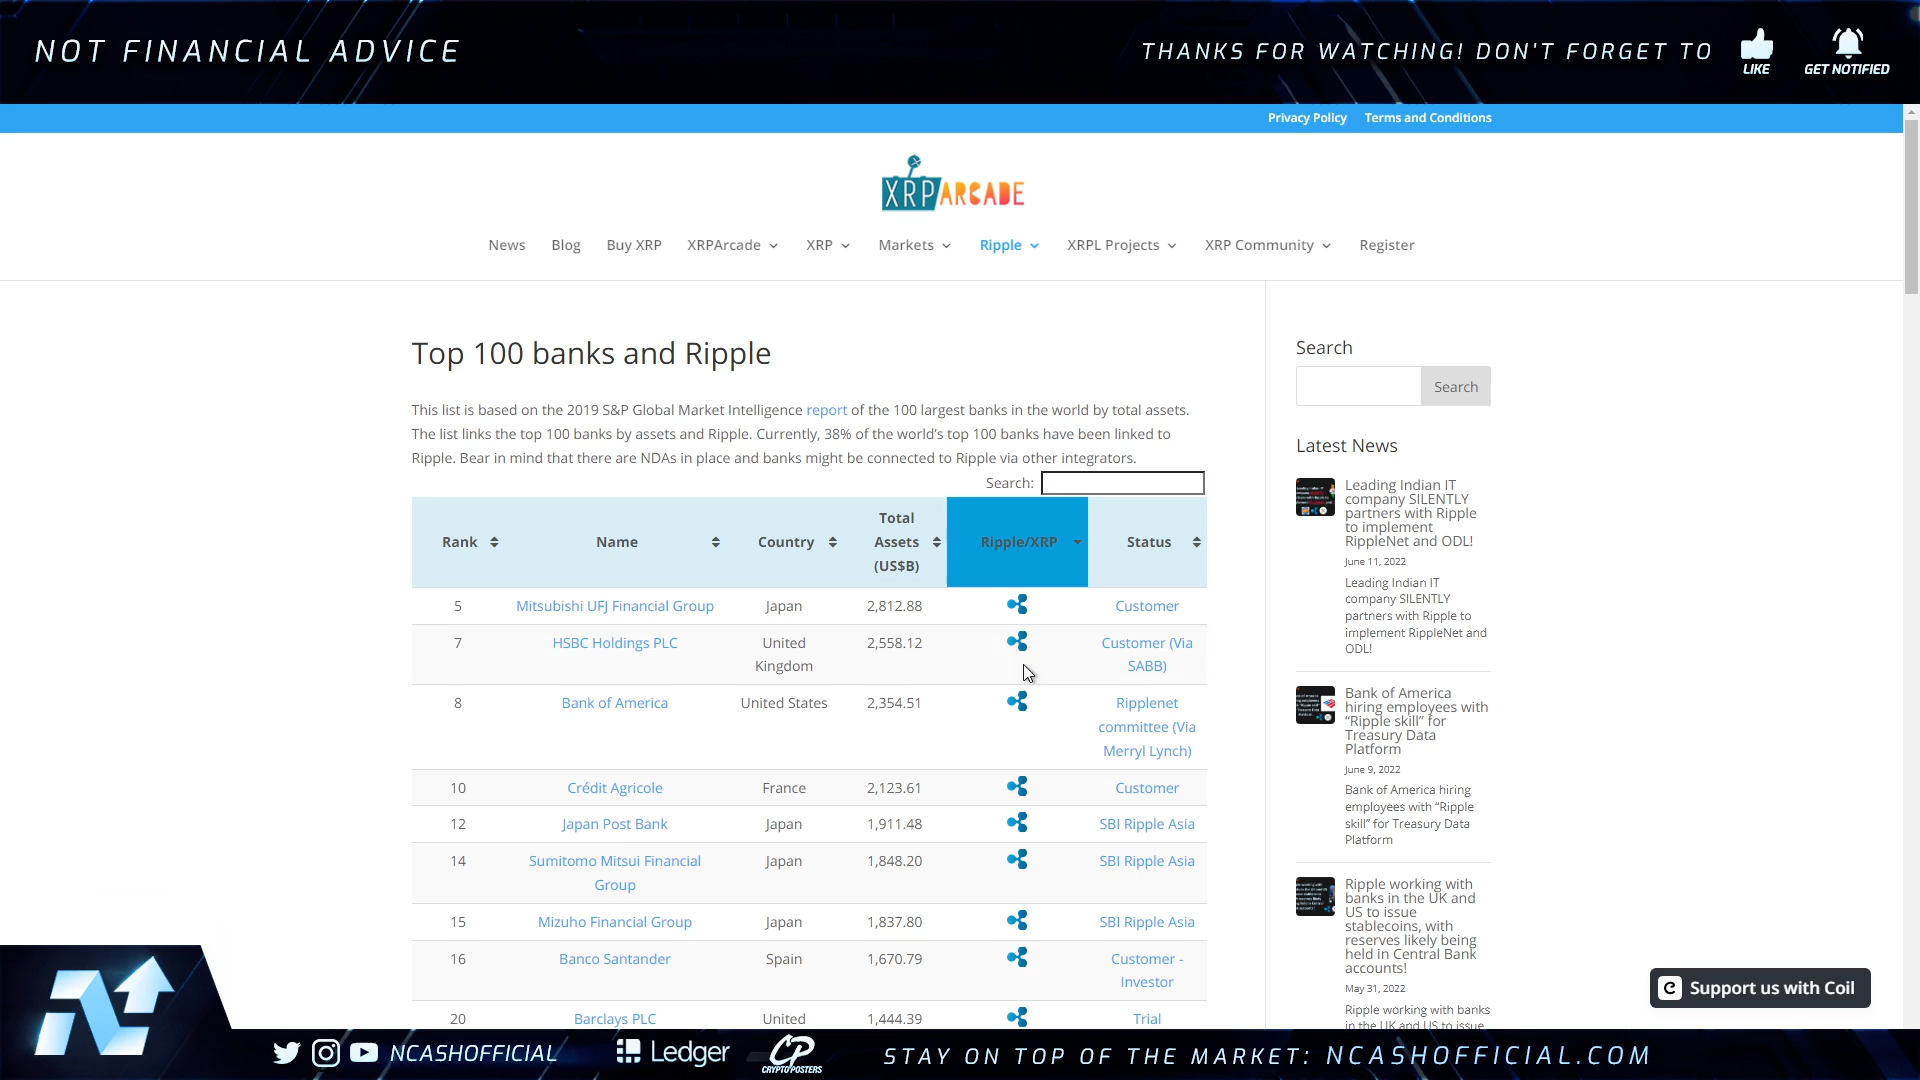 NOT FINANCIAL ADVICE
THANKS FOR WATCHING! DON'T FORGET TO
LIKE
GET NOTIFIED
Privacy Policy Terms and Conditions
XRPARCADE
News Blog Buy XRP XRPArcade XRP Markets Ripple XRPL Projects XRP Community Register
Top 100 banks and Ripple
This list is based on the 2019 S&P Global Market Intelligence report of the 100 largest banks in the world by total assets.
The list links the top 100 banks by assets and Ripple. Currently, 38% of the world's top 100 banks have been linked to
Ripple. Bear in mind that there are NDAs in place and banks might be connected to Ripple via other integrators.
Search:
Rank Name Country Total Assets (US$B) Ripple/XRP Status
5 Mitsubishi UFJ Financial Group Japan 2,812.88 Customer
7 HSBC Holdings PLC United Kingdom 2,558.12 Customer (Via SABB)
8 Bank of America United States 2,354.51 Ripplenet committee (Via Merryl Lynch)
10 Crédit Agricole France 2,123.61 Customer
12 Japan Post Bank Japan 1,911.48 SBI Ripple Asia
14 Sumitomo Mitsui Financial Group Japan 1,848.20 SBI Ripple Asia
15 Mizuho Financial Group Japan 1,837.80 SBI Ripple Asia
16 Banco Santander Spain 1,670.79 Customer - Investor
20 Barclays PLC United 1,444.39 Trial
Search
Search
Latest News
Leading Indian IT
company SILENTLY
partners with Ripple
to implement
RippleNet and ODL!
June 11, 2022
Leading Indian IT
company SILENTLY
partners with Ripple to
implement RippleNet and
ODL!
Bank of America
hiring employees with
“Ripple skill” for
Treasury Data
Platform
June 9, 2022
Bank of America hiring
employees with “Ripple
skill” for Treasury Data
Platform
Ripple working with
banks in the UK and
US to issue
stablecoins, with
reserves likely being
held in Central Bank
accounts!
May 31, 2022
Ripple working with banks
in the UK and US to issue
Support us with Coil
NCASHOFFICIAL
Ledger
CP
CRYPTOPOSTERS
STAY ON TOP OF THE MARKET: NCASHOFFICIAL.COM